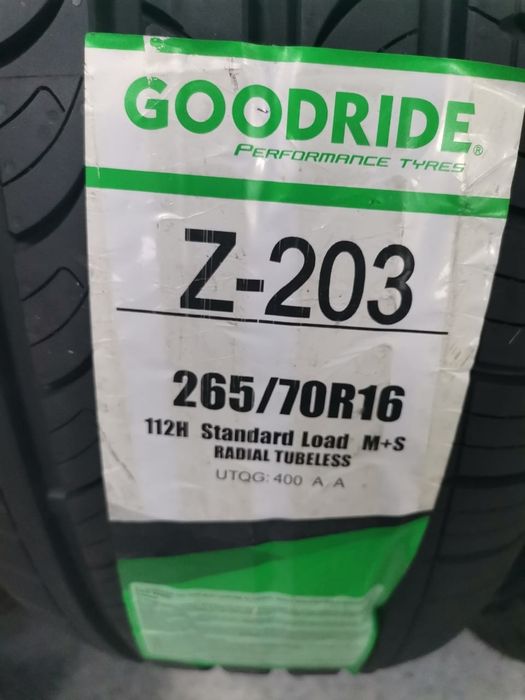 GOODRIDE®
PERFORMANCE TYRES
Z-203
265/70R16
112H Standard Load M+S
RADIAL TUBELESS
UTQG: 400 A A